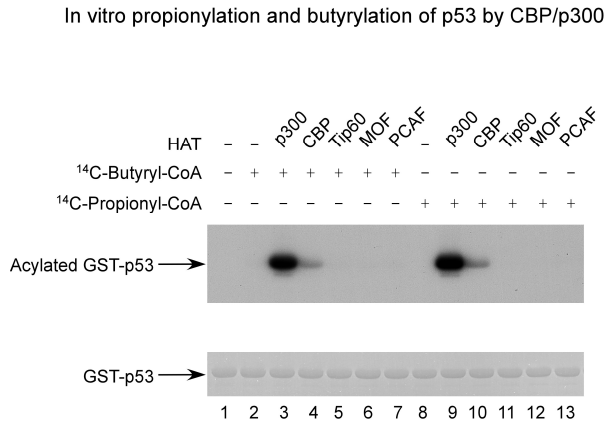 In vitro propionylation and butyrylation of p53 by CBP/p300
HAT – – p300 CBP Tip60 MOF PCAF – p300 CBP Tip60 MOF PCAF
¹⁴C-Butyryl-CoA – + + + + + + – – – – – –
¹⁴C-Propionyl-CoA – – – – – – – + + + + + +
Acylated GST-p53
GST-p53
1 2 3 4 5 6 7 8 9 10 11 12 13